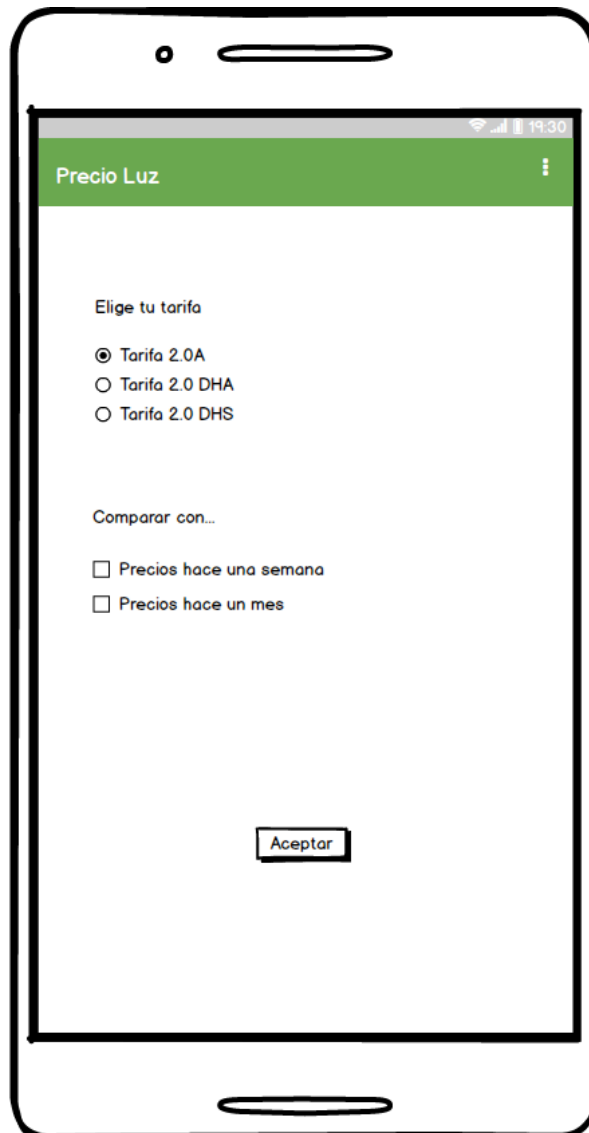 19:30
Precio Luz
Elige tu tarifa
Tarifa 2.0A
Tarifa 2.0 DHA
Tarifa 2.0 DHS
Comparar con...
Precios hace una semana
Precios hace un mes
Aceptar